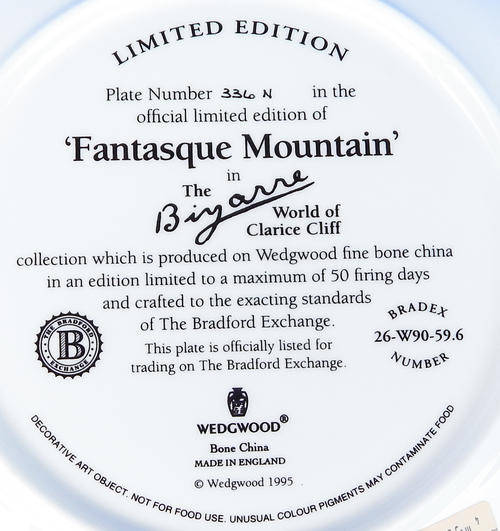 LIMITED EDITION
Plate Number 336 N in the
official limited edition of
'Fantasque Mountain'
in
The Bizarre World of
Clarice Cliff
collection which is produced on Wedgwood fine bone china
in an edition limited to a maximum of 50 firing days
and crafted to the exacting standards
of The Bradford Exchange.
This plate is officially listed for
trading on The Bradford Exchange.
THE BRADFORD
B
EXCHANGE
BRADEX
26-W90-59.6
NUMBER
WEDGWOOD®
Bone China
MADE IN ENGLAND
© Wedgwood 1995
DECORATIVE ART OBJECT. NOT FOR FOOD USE. UNUSUAL COLOUR PIGMENTS MAY CONTAMINATE FOOD